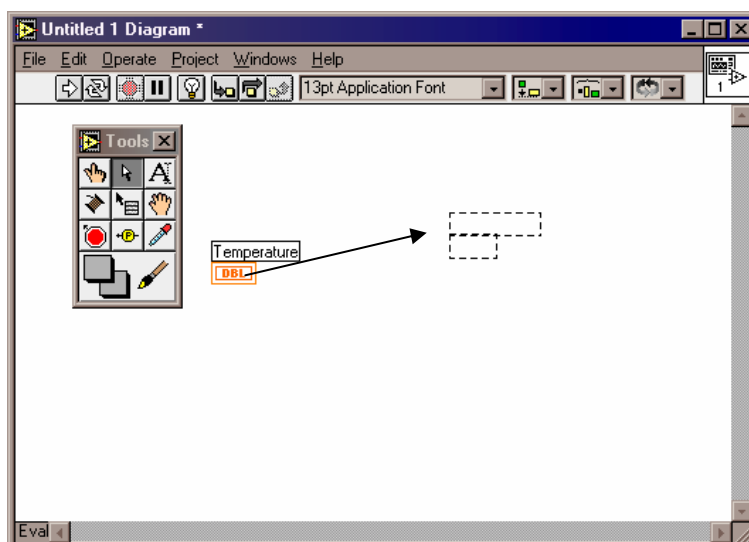 Untitled 1 Diagram *
File Edit Operate Project Windows Help
13pt Application Font
1
Tools
A
P
Temperature
DBL
Eval